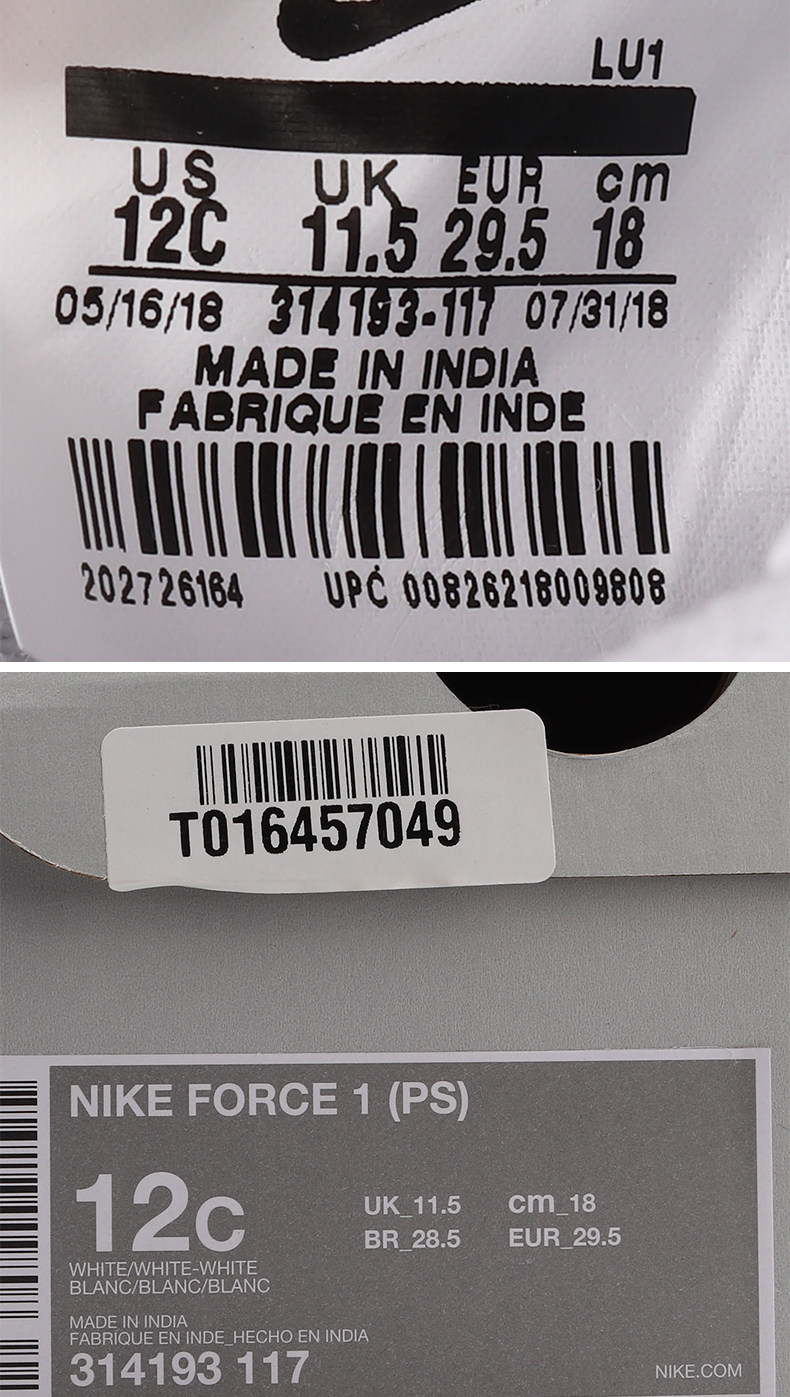 LU1
US UK EUR cm
12C 11.5 29.5 18
05/16/18 314193-117 07/31/18
MADE IN INDIA
FABRIQUE EN INDE
202726164 UPC 00826218009808
T016457049
NIKE FORCE 1 (PS)
12C
UK_11.5 cm_18
BR_28.5 EUR_29.5
WHITE/WHITE-WHITE
BLANC/BLANC/BLANC
MADE IN INDIA
FABRIQUE EN INDE_HECHO EN INDIA
314193 117
NIKE.COM